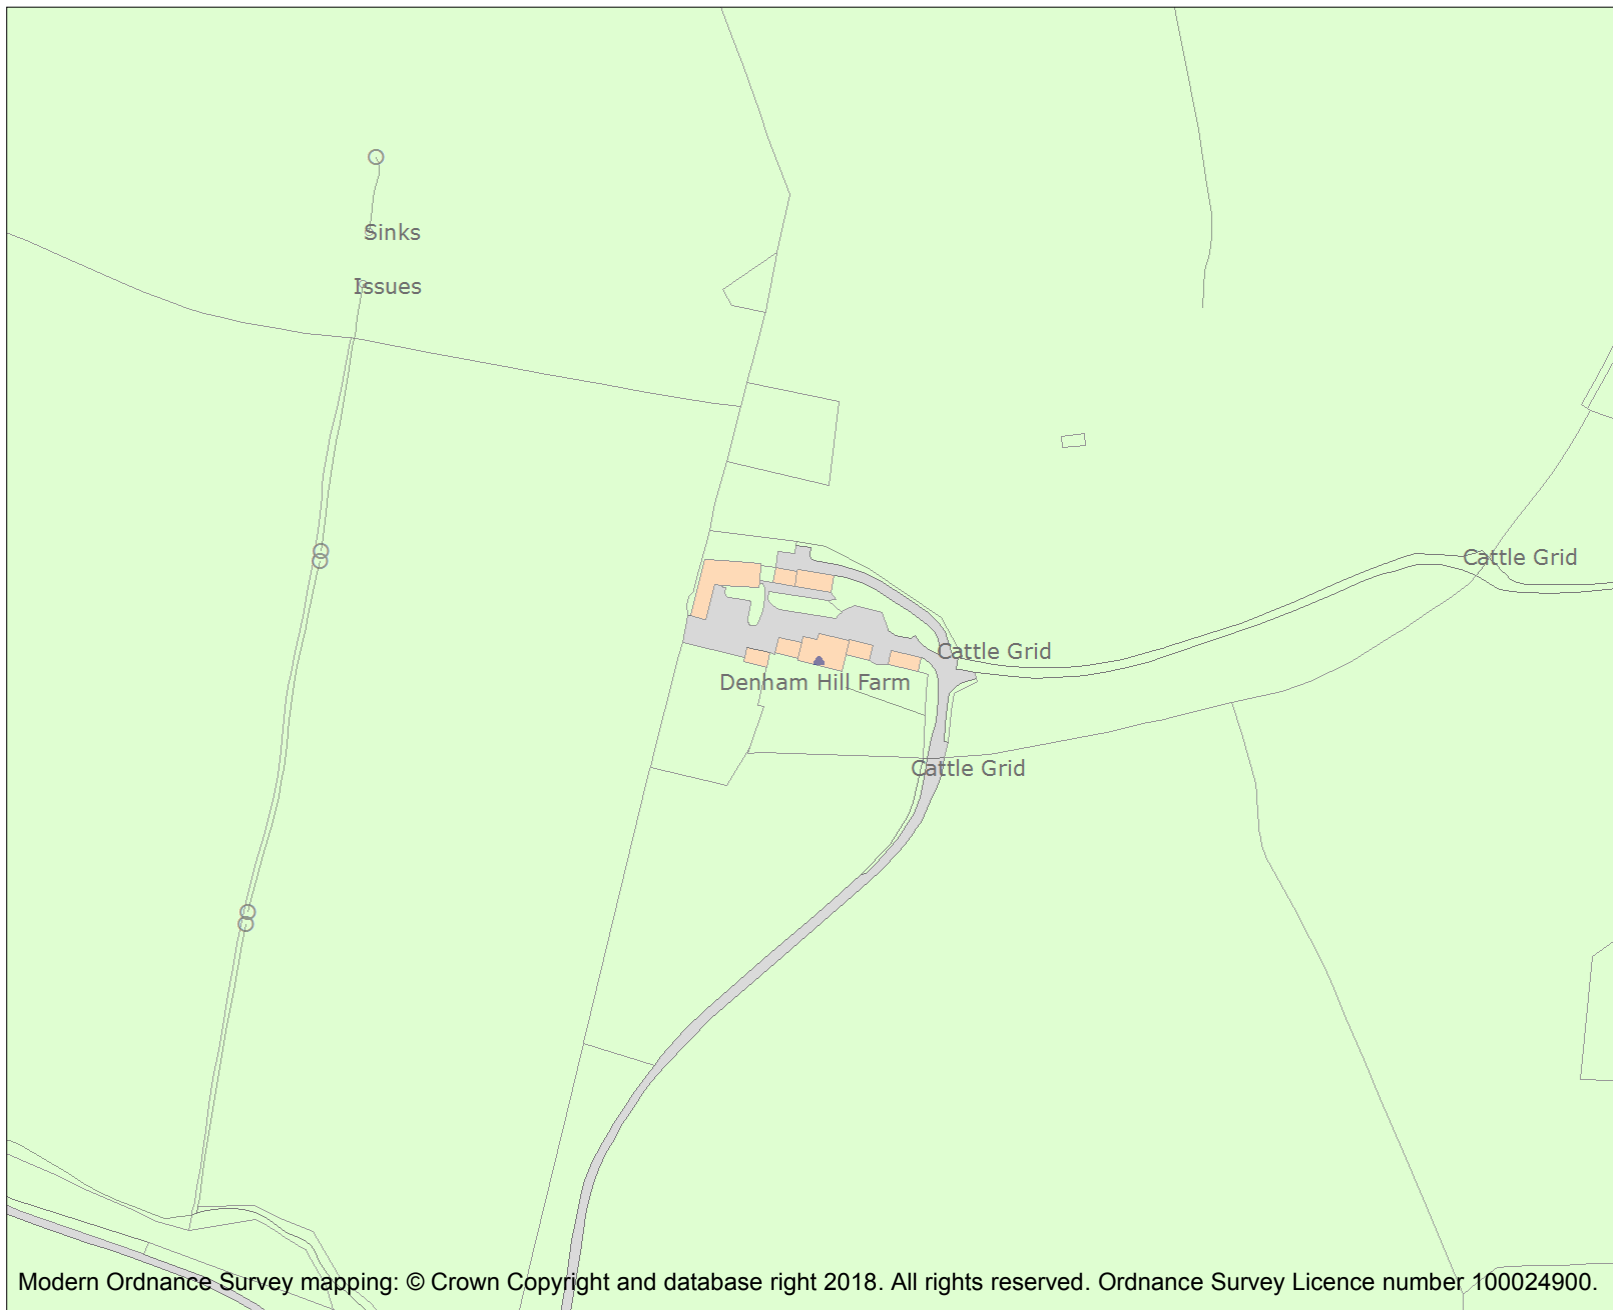 Sinks
Issues
Cattle Grid
Cattle Grid
Denham Hill Farm
Cattle Grid
Modern Ordnance Survey mapping: © Crown Copyright and database right 2018. All rights reserved. Ordnance Survey Licence number 100024900.